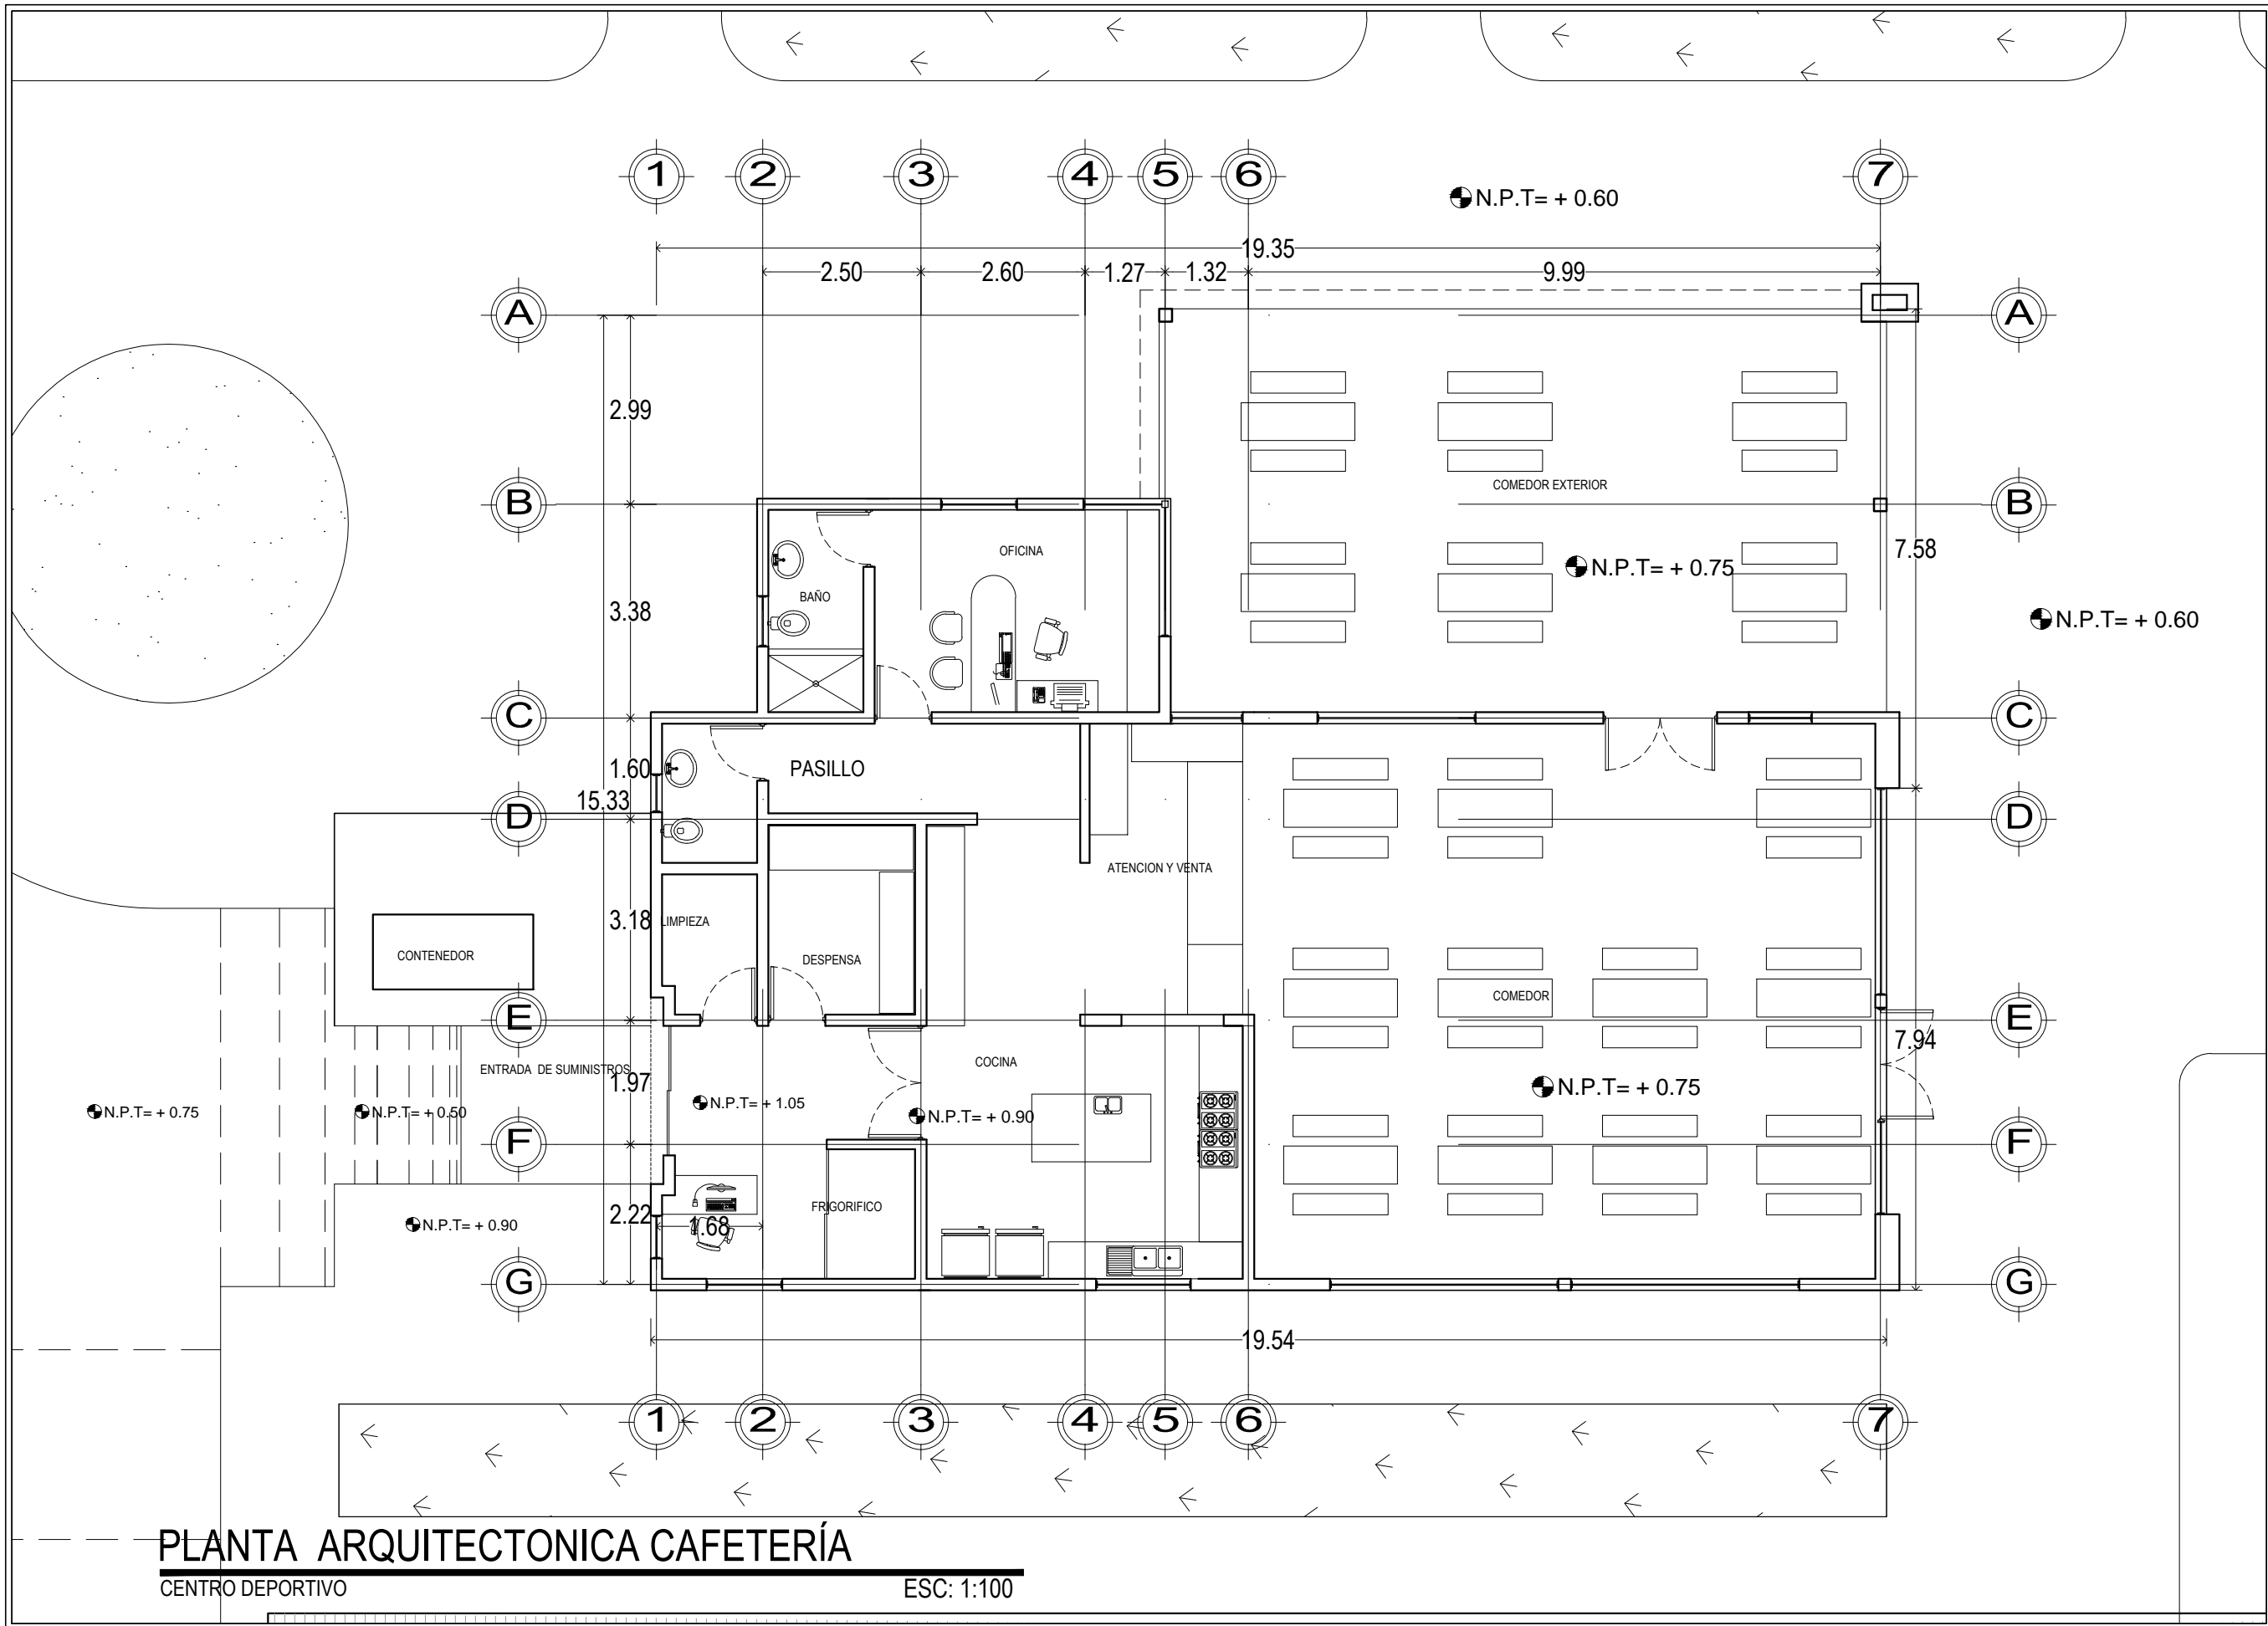 1 2 3 4 5 6 7
N.P.T= + 0.60
19.35
2.50 2.60 1.27 1.32 9.99
A A
2.99
COMEDOR EXTERIOR
B B
OFICINA
7.58
N.P.T= + 0.75
BAÑO
3.38
N.P.T= + 0.60
C C
1.60
PASILLO
15.33
D D
ATENCION Y VENTA
3.18
LIMPIEZA
CONTENEDOR
DESPENSA
COMEDOR
E E
7.94
ENTRADA DE SUMINISTROS
COCINA
1.97
N.P.T= + 0.75
N.P.T= + 1.05
N.P.T= + 0.75
N.P.T= + 0.50
N.P.T= + 0.90
F F
FRIGORIFICO
2.22
1.68
N.P.T= + 0.90
G G
19.54
1 2 3 4 5 6 7
PLANTA ARQUITECTONICA CAFETERÍA
CENTRO DEPORTIVO
ESC: 1:100